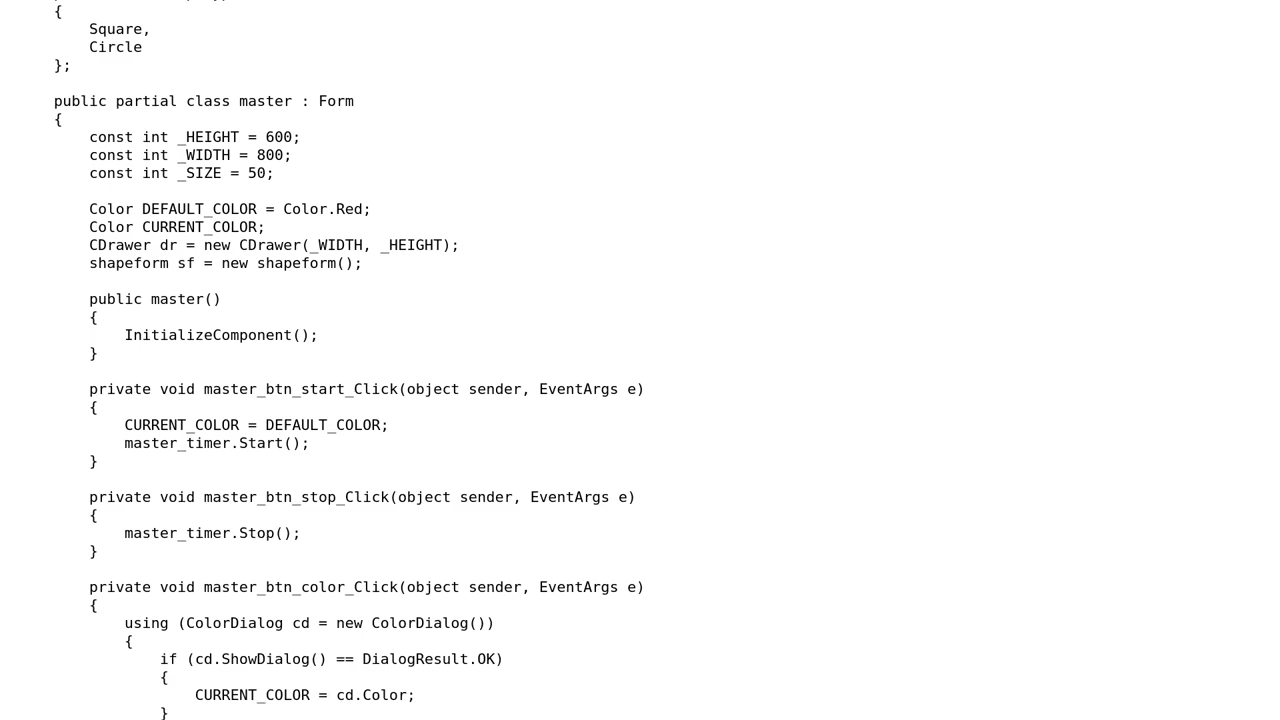 {
    Square,
    Circle
};

public partial class master : Form
{
    const int _HEIGHT = 600;
    const int _WIDTH = 800;
    const int _SIZE = 50;

    Color DEFAULT_COLOR = Color.Red;
    Color CURRENT_COLOR;
    CDrawer dr = new CDrawer(_WIDTH, _HEIGHT);
    shapeform sf = new shapeform();

    public master()
    {
        InitializeComponent();
    }

    private void master_btn_start_Click(object sender, EventArgs e)
    {
        CURRENT_COLOR = DEFAULT_COLOR;
        master_timer.Start();
    }

    private void master_btn_stop_Click(object sender, EventArgs e)
    {
        master_timer.Stop();
    }

    private void master_btn_color_Click(object sender, EventArgs e)
    {
        using (ColorDialog cd = new ColorDialog())
        {
            if (cd.ShowDialog() == DialogResult.OK)
            {
                CURRENT_COLOR = cd.Color;
            }